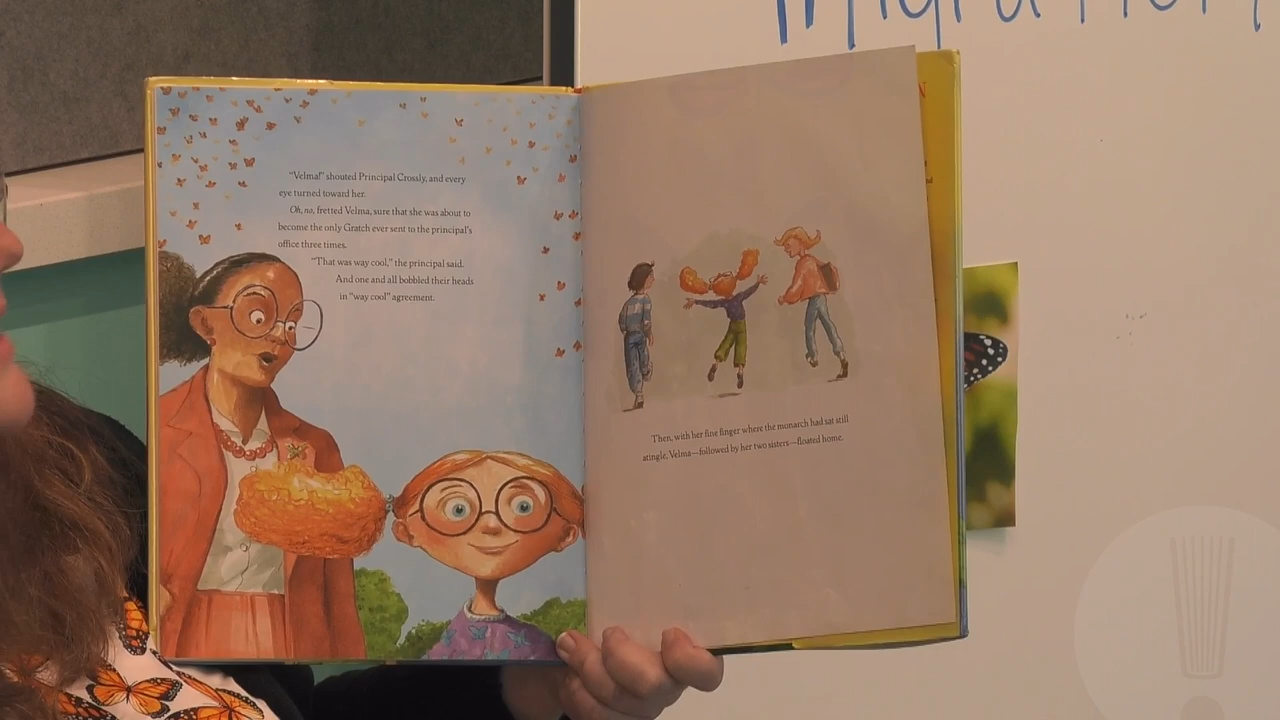 migration
"Velma!" shouted Principal Crossly, and every
eye turned toward her.
Oh, no, fretted Velma, sure that she was about to
become the only Gratch ever sent to the principal's
office three times.
"That was way cool," the principal said.
And one and all bobbled their heads
in "way cool" agreement.
Then, with her fine finger where the monarch had sat still
atingle, Velma—followed by her two sisters—floated home.